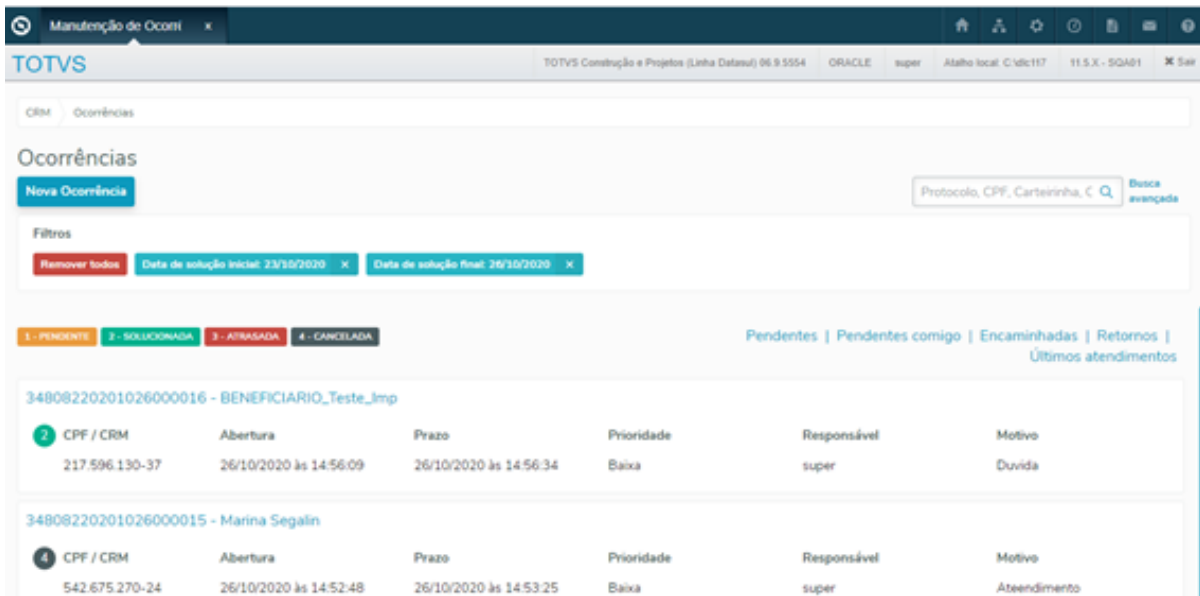 Manutenção de Ocorri ×
TOTVS
TOTVS Construção e Projetos (Linha Datasul) 06.9.5554 ORACLE super Atalho local: C:\dlc117 11.5.X - SQA01 ✖ Sair
CRM Ocorrências
Ocorrências
Nova Ocorrência
Protocolo, CPF, Carteirinha, C
Busca
avançada
Filtros
Remover todos Data de solução inicial: 23/10/2020 × Data de solução final: 26/10/2020 ×
1 - PENDENTE 2 - SOLUCIONADA 3 - ATRASADA 4 - CANCELADA
Pendentes | Pendentes comigo | Encaminhadas | Retornos |
Últimos atendimentos
34808220201026000016 - BENEFICIARIO_Teste_Imp
2 CPF / CRM Abertura Prazo Prioridade Responsável Motivo
217.596.130-37 26/10/2020 às 14:56:09 26/10/2020 às 14:56:34 Baixa super Duvida
34808220201026000015 - Marina Segalin
4 CPF / CRM Abertura Prazo Prioridade Responsável Motivo
542.675.270-24 26/10/2020 às 14:52:48 26/10/2020 às 14:53:25 Baixa super Ateendimento